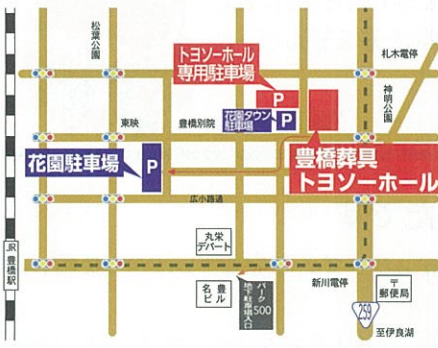 松葉公園
トヨソーホール
専用駐車場
札木電停
P
花園タウン
駐車場
P
神明公園
東映
豊橋別院
花園駐車場
P
豊橋葬具
トヨソーホール
広小路通
丸栄
デパート
JR豊橋駅
名豊
ビル
パーク500
地下駐車場入口
新川電停
〒
郵便局
259
至伊良湖